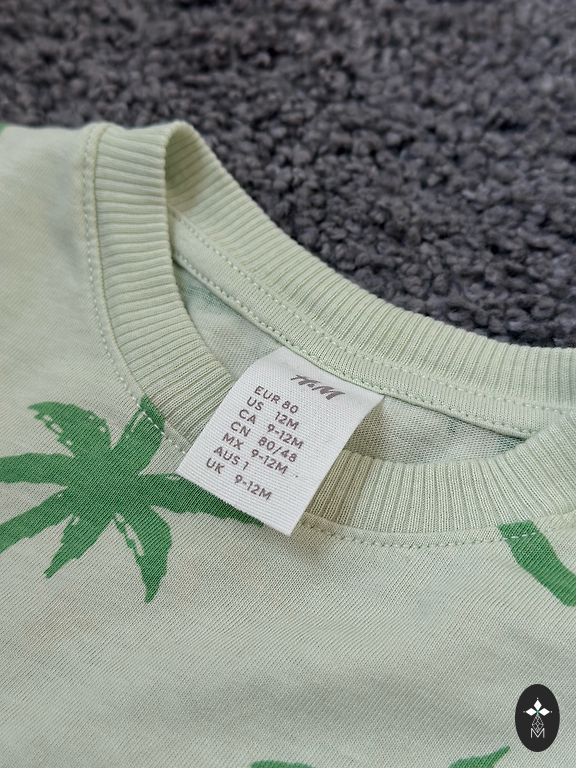 H&M
EUR 80
US 12M
CA 9-12M
CN 80/48
MX 9-12M
AUS 1
UK 9-12M
M